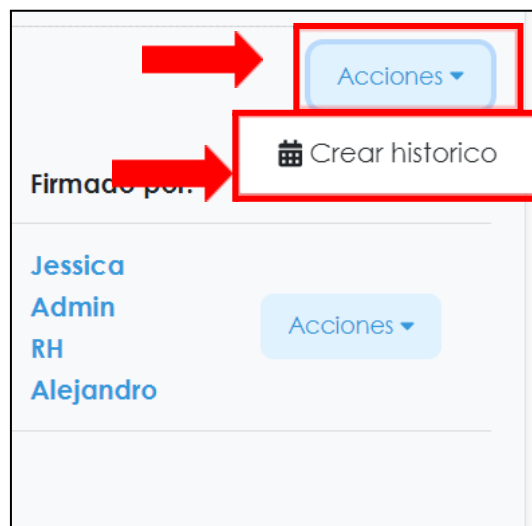 Acciones
Crear historico
Firmado por:
Jessica
Admin
Acciones
RH
Alejandro